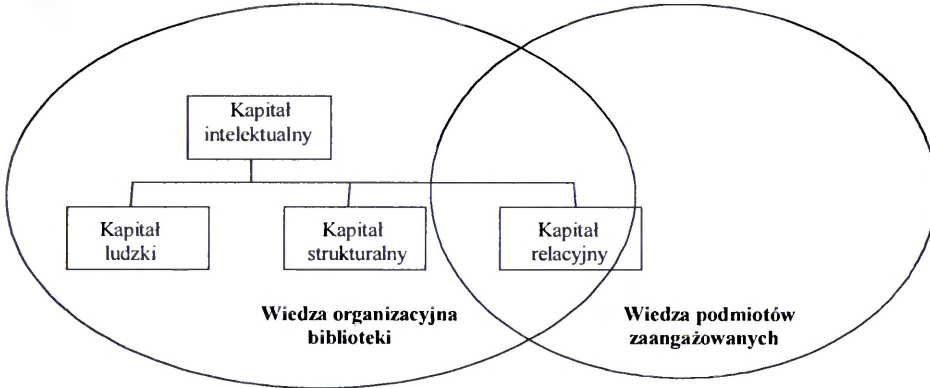 Kapitał
intelektualny
Kapitał
ludzki
Kapitał
strukturalny
Kapitał
relacyjny
Wiedza organizacyjna
biblioteki
Wiedza podmiotów
zaangażowanych